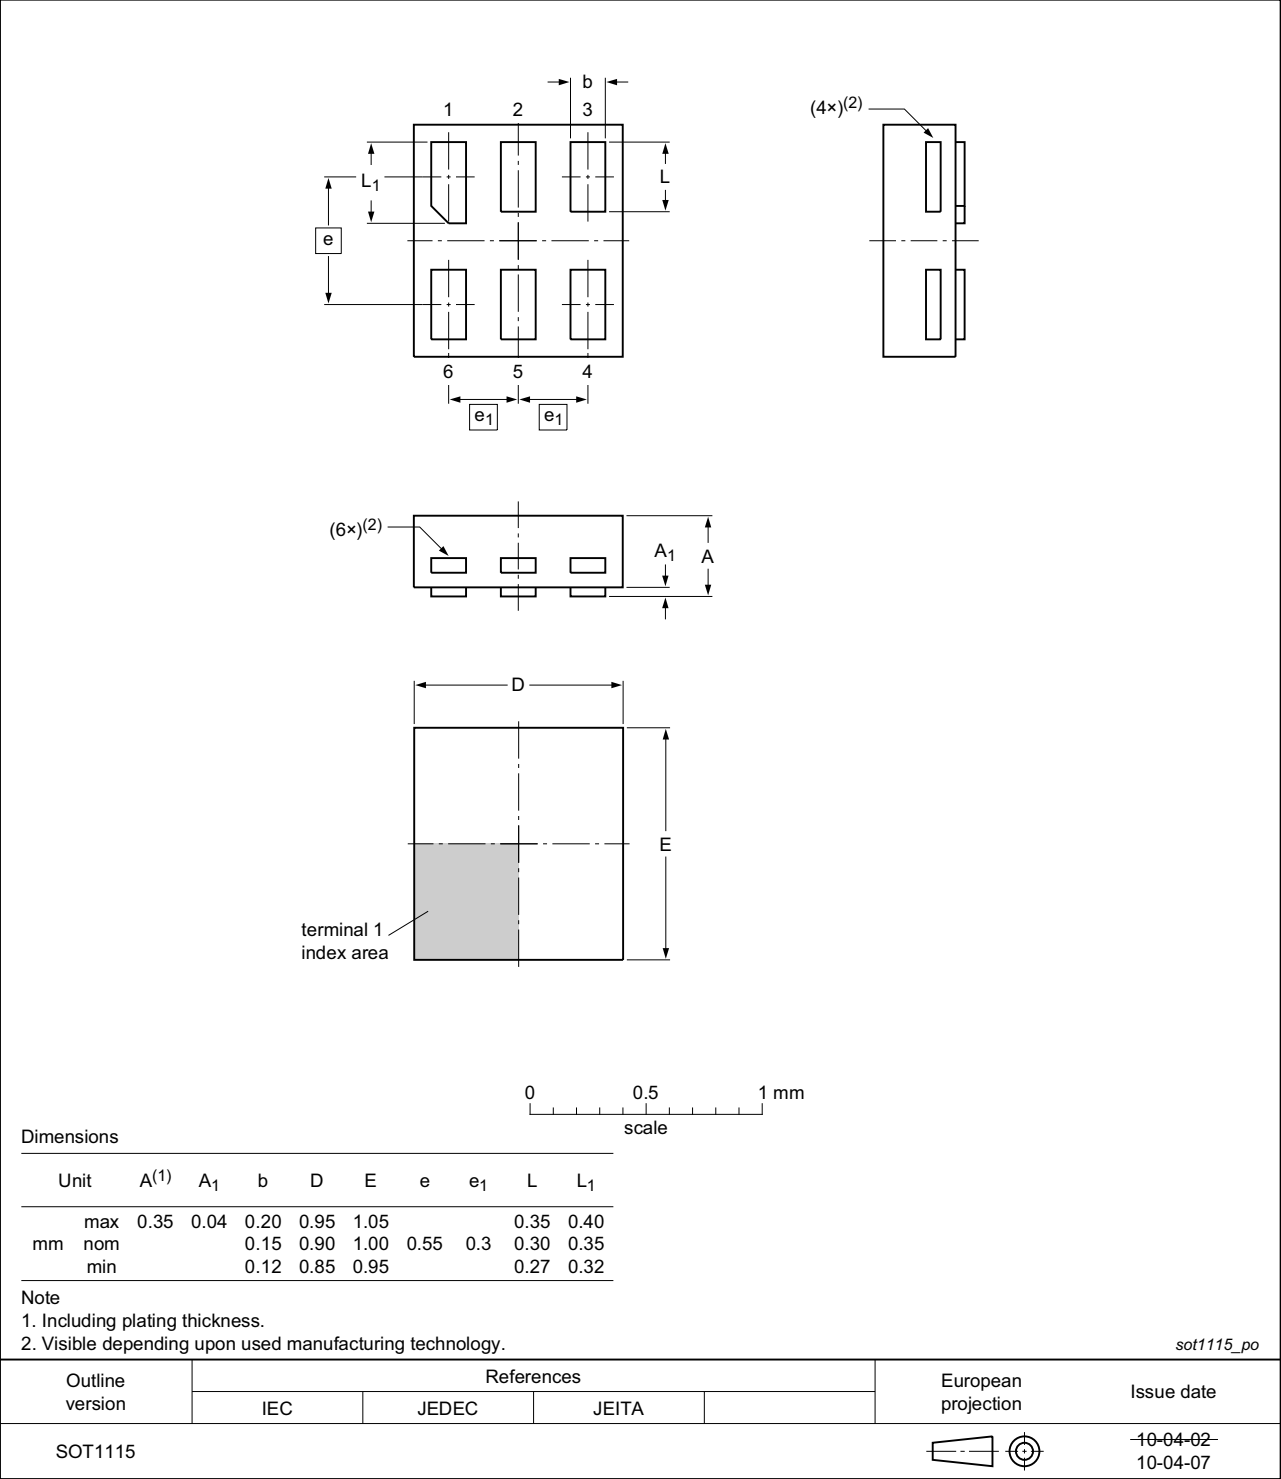 b
1 2 3
(4×)(2)
L1
L
e
6 5 4
e1 e1
(6×)(2)
A1 A
D
E
terminal 1
index area
0 0.5 1 mm
scale
Dimensions
Unit A(1) A1 b D E e e1 L L1
max 0.35 0.04 0.20 0.95 1.05 0.35 0.40
mm nom 0.15 0.90 1.00 0.55 0.3 0.30 0.35
min 0.12 0.85 0.95 0.27 0.32
Note
1. Including plating thickness.
2. Visible depending upon used manufacturing technology.
sot1115_po
Outline version References European projection Issue date
IEC JEDEC JEITA
SOT1115
10-04-02
10-04-07